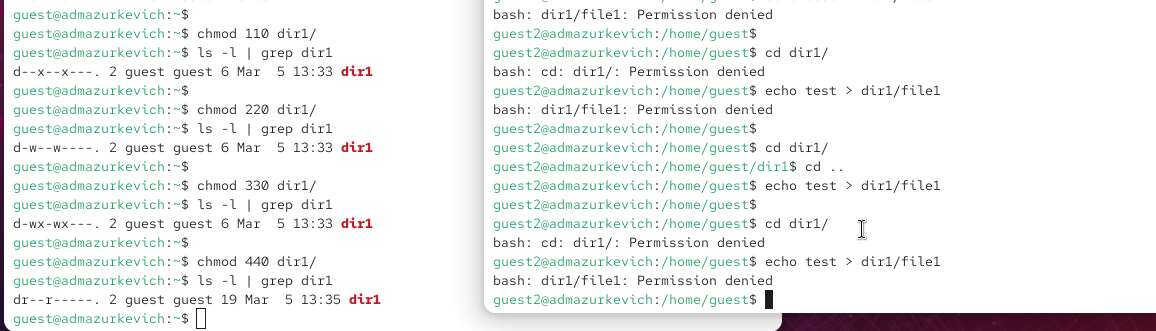 guest@admazurkevich:~$
guest@admazurkevich:~$ chmod 110 dir1/
guest@admazurkevich:~$ ls -l | grep dir1
d--x--x---. 2 guest guest 6 Mar  5 13:33 dir1
guest@admazurkevich:~$
guest@admazurkevich:~$ chmod 220 dir1/
guest@admazurkevich:~$ ls -l | grep dir1
d-w--w----. 2 guest guest 6 Mar  5 13:33 dir1
guest@admazurkevich:~$
guest@admazurkevich:~$ chmod 330 dir1/
guest@admazurkevich:~$ ls -l | grep dir1
d-wx-wx---. 2 guest guest 6 Mar  5 13:33 dir1
guest@admazurkevich:~$
guest@admazurkevich:~$ chmod 440 dir1/
guest@admazurkevich:~$ ls -l | grep dir1
dr--r-----. 2 guest guest 19 Mar  5 13:35 dir1
guest@admazurkevich:~$
bash: dir1/file1: Permission denied
guest2@admazurkevich:/home/guest$
guest2@admazurkevich:/home/guest$ cd dir1/
bash: cd: dir1/: Permission denied
guest2@admazurkevich:/home/guest$ echo test > dir1/file1
bash: dir1/file1: Permission denied
guest2@admazurkevich:/home/guest$
guest2@admazurkevich:/home/guest$ cd dir1/
guest2@admazurkevich:/home/guest/dir1$ cd ..
guest2@admazurkevich:/home/guest$ echo test > dir1/file1
guest2@admazurkevich:/home/guest$
guest2@admazurkevich:/home/guest$ cd dir1/
bash: cd: dir1/: Permission denied
guest2@admazurkevich:/home/guest$ echo test > dir1/file1
bash: dir1/file1: Permission denied
guest2@admazurkevich:/home/guest$